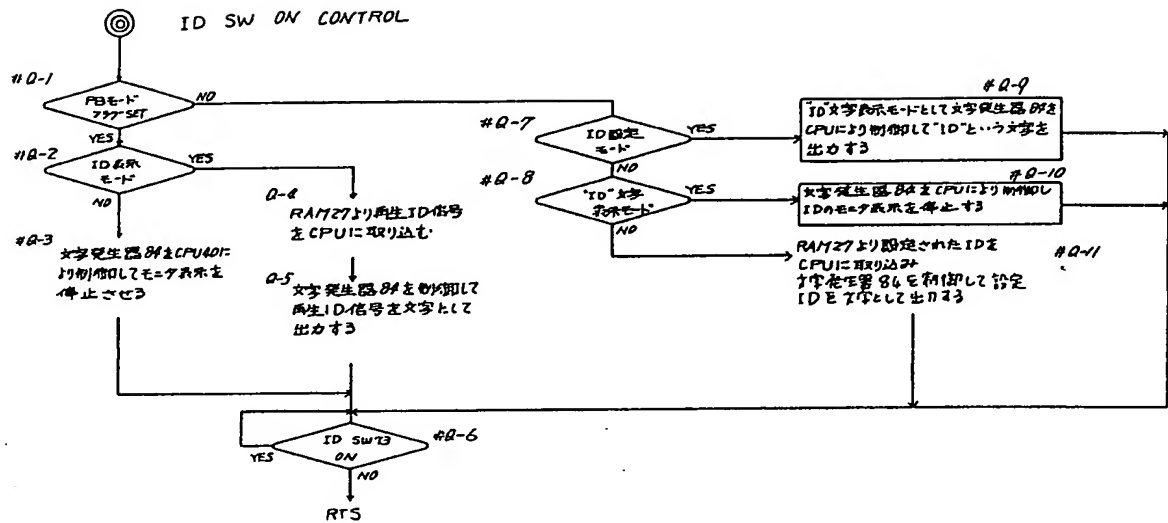 ID SW ON CONTROL
#Q-1
PBモード
フラグSET
NO
YES
#Q-2
ID表示
モード
YES
NO
#Q-3
文字発生器84をCPU40に
より制御してモニタ表示を
停止させる
Q-4
RAM27より再生ID信号
をCPUに取り込む
Q-5
文字発生器84を制御して
再生ID信号を文字として
出力する
#Q-6
ID SW73
ON
YES
NO
RTS
#Q-7
ID設定
モード
YES
NO
#Q-8
"ID"文字
表示モード
YES
NO
#Q-9
"ID"文字表示モードとして文字発生器84を
CPUにより制御して"ID"という文字を
出力する
#Q-10
文字発生器84をCPUにより制御し
IDのモニタ表示を停止する
#Q-11
RAM27より設定されたIDを
CPUに取り込み
文字発生器84を制御して設定
IDを文字として出力する